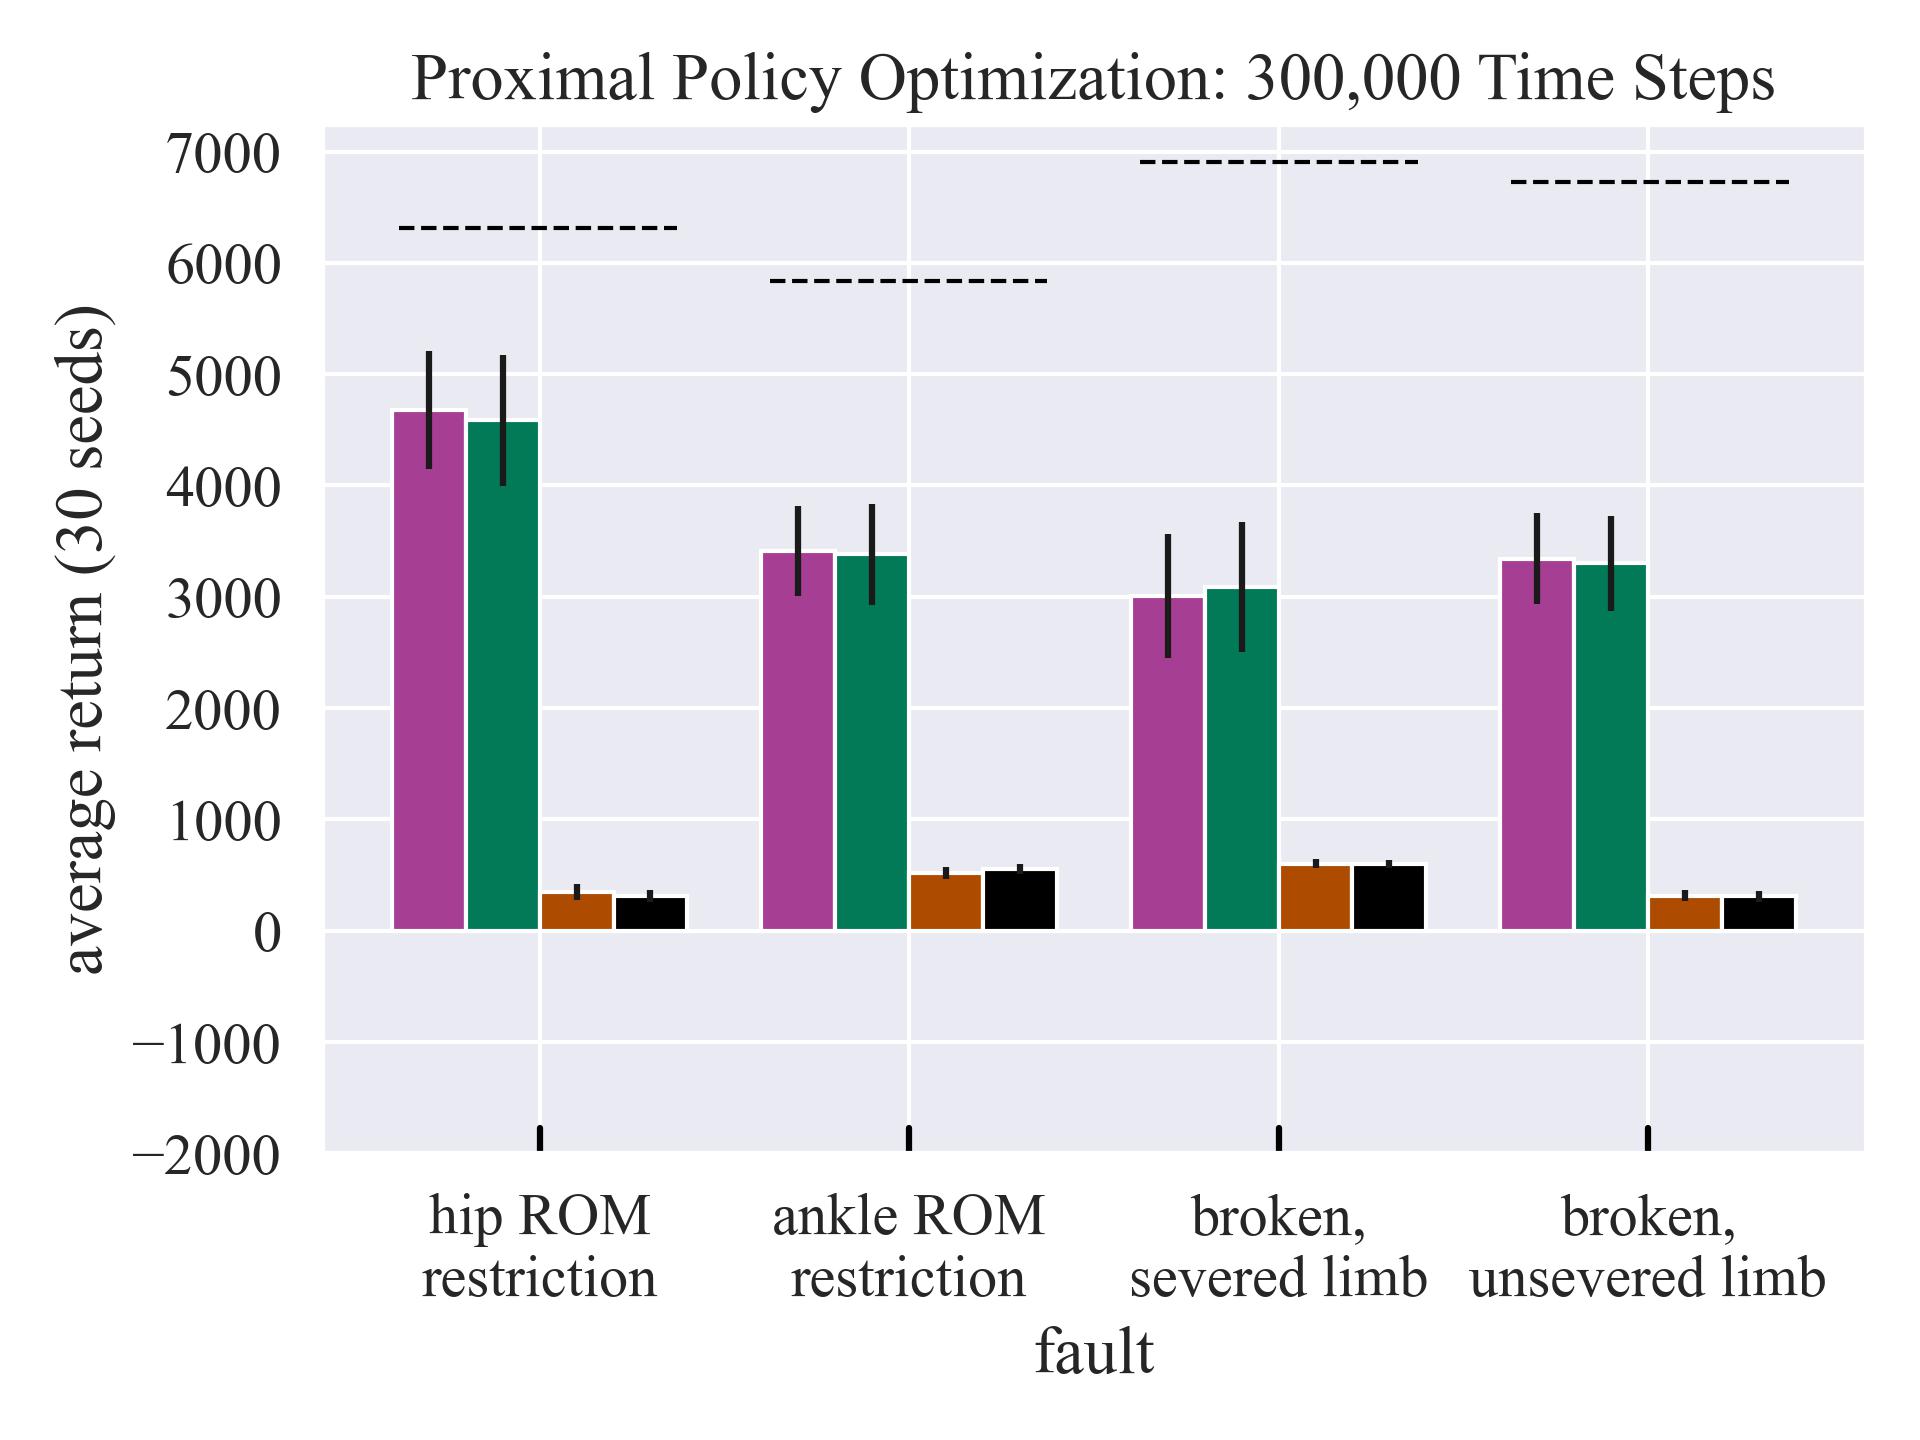 Proximal Policy Optimization: 300,000 Time Steps
average return (30 seeds)
7000
6000
5000
4000
3000
2000
1000
0
−1000
−2000
hip ROM
restriction
ankle ROM
restriction
broken,
severed limb
broken,
unsevered limb
fault